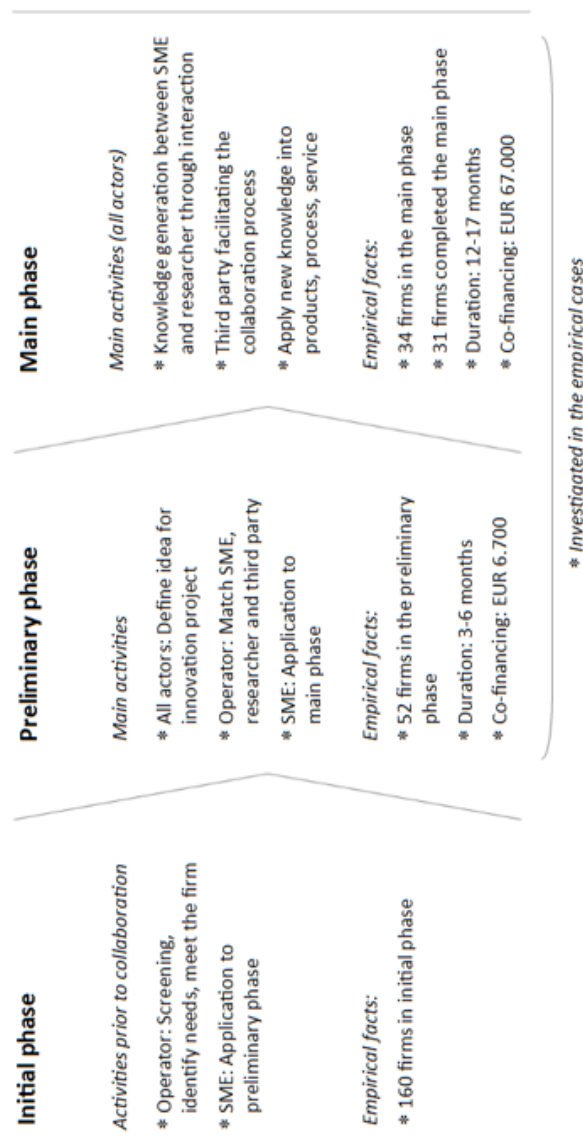 Initial phase
Activities prior to collaboration
* Operator: Screening,
identify needs, meet the firm
* SME: Application to
preliminary phase
Empirical facts:
* 160 firms in initial phase
Preliminary phase
Main activities
* All actors: Define idea for
innovation project
* Operator: Match SME,
researcher and third party
* SME: Application to
main phase
Empirical facts:
* 52 firms in the preliminary
phase
* Duration: 3-6 months
* Co-financing: EUR 6.700
Main phase
Main activities (all actors)
* Knowledge generation between SME
and researcher through interaction
* Third party facilitating the
collaboration process
* Apply new knowledge into
products, process, service
Empirical facts:
* 34 firms in the main phase
* 31 firms completed the main phase
* Duration: 12-17 months
* Co-financing: EUR 67.000
* Investigated in the empirical cases